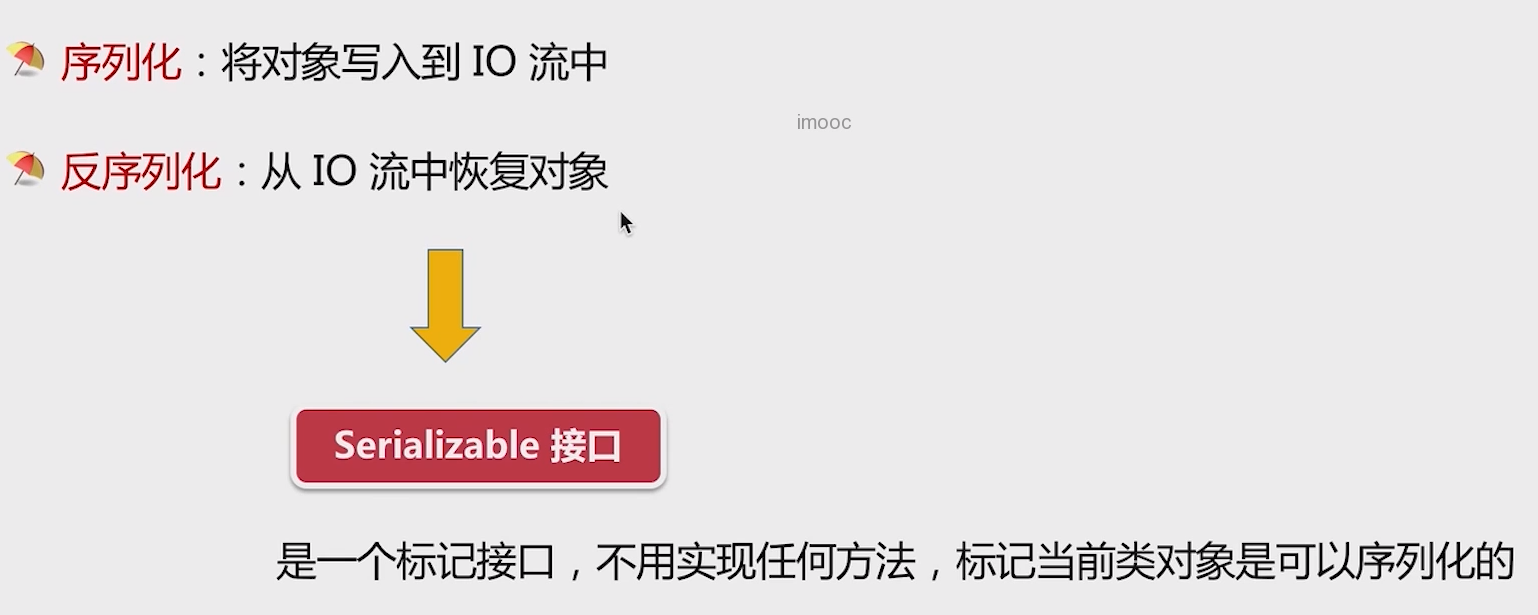 序列化：将对象写入到 IO 流中
imooc
反序列化：从 IO 流中恢复对象
Serializable 接口
是一个标记接口，不用实现任何方法，标记当前类对象是可以序列化的